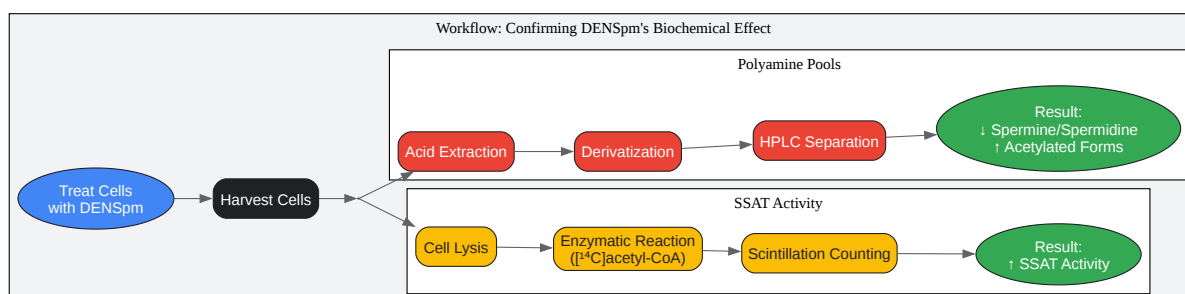 Workflow: Confirming DENSpm's Biochemical Effect
Polyamine Pools
Acid Extraction
Derivatization
HPLC Separation
Result:
↓ Spermine/Spermidine
↑ Acetylated Forms
Treat Cells
with DENSpm
Harvest Cells
SSAT Activity
Cell Lysis
Enzymatic Reaction
([¹⁴C]acetyl-CoA)
Scintillation Counting
Result:
↑ SSAT Activity